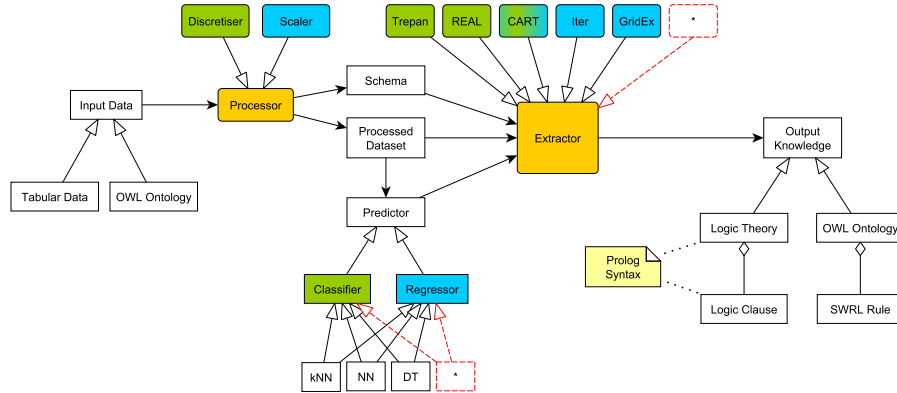 Discretiser
Scaler
Trepan
REAL
CART
Iter
GridEx
*
Schema
Input Data
Processor
Processed
Dataset
Extractor
Output
Knowledge
Tabular Data
OWL Ontology
Predictor
Logic Theory
OWL Ontology
Prolog
Syntax
Classifier
Regressor
Logic Clause
SWRL Rule
kNN
NN
DT
*